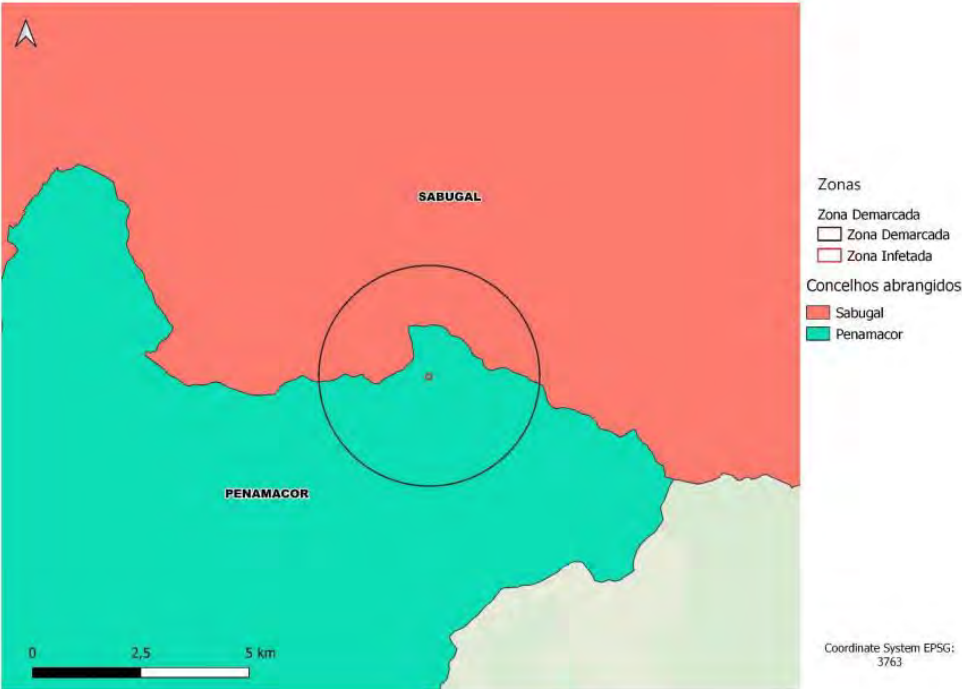 SABUGAL
PENAMACOR
0 2,5 5 km
Zonas
Zona Demarcada
Zona Demarcada
Zona Infetada
Concelhos abrangidos
Sabugal
Penamacor
Coordinate System EPSG:
3763